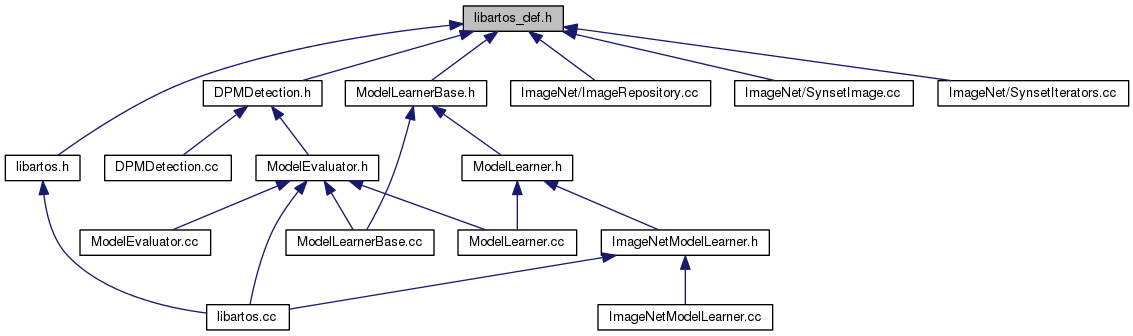 libartos_def.h
DPMDetection.h
ModelLearnerBase.h
ImageNet/ImageRepository.cc
ImageNet/SynsetImage.cc
ImageNet/SynsetIterators.cc
libartos.h
DPMDetection.cc
ModelEvaluator.h
ModelLearner.h
ModelEvaluator.cc
ModelLearnerBase.cc
ModelLearner.cc
ImageNetModelLearner.h
libartos.cc
ImageNetModelLearner.cc